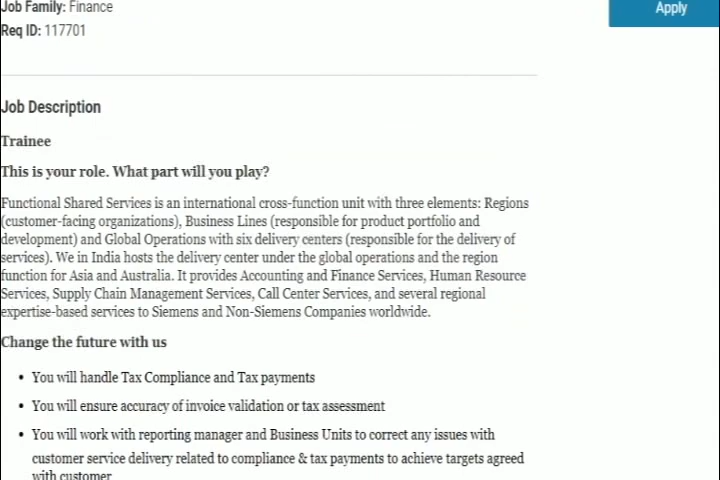 Job Family: Finance
Apply
Req ID: 117701
Job Description
Trainee
This is your role. What part will you play?
Functional Shared Services is an international cross-function unit with three elements: Regions
(customer-facing organizations), Business Lines (responsible for product portfolio and
development) and Global Operations with six delivery centers (responsible for the delivery of
services). We in India hosts the delivery center under the global operations and the region
function for Asia and Australia. It provides Accounting and Finance Services, Human Resource
Services, Supply Chain Management Services, Call Center Services, and several regional
expertise-based services to Siemens and Non-Siemens Companies worldwide.
Change the future with us
• You will handle Tax Compliance and Tax payments
• You will ensure accuracy of invoice validation or tax assessment
• You will work with reporting manager and Business Units to correct any issues with
customer service delivery related to compliance & tax payments to achieve targets agreed
with customer